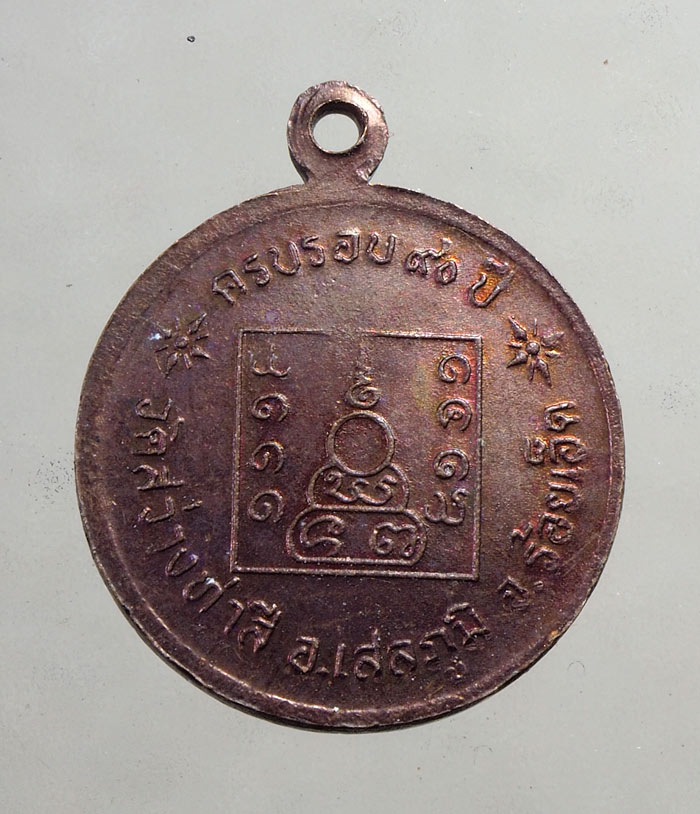 ครบรอบ ๙๐ ปี
วัดสว่างท่าสี อ.เสลภูมิ จ.ร้อยเอ็ด